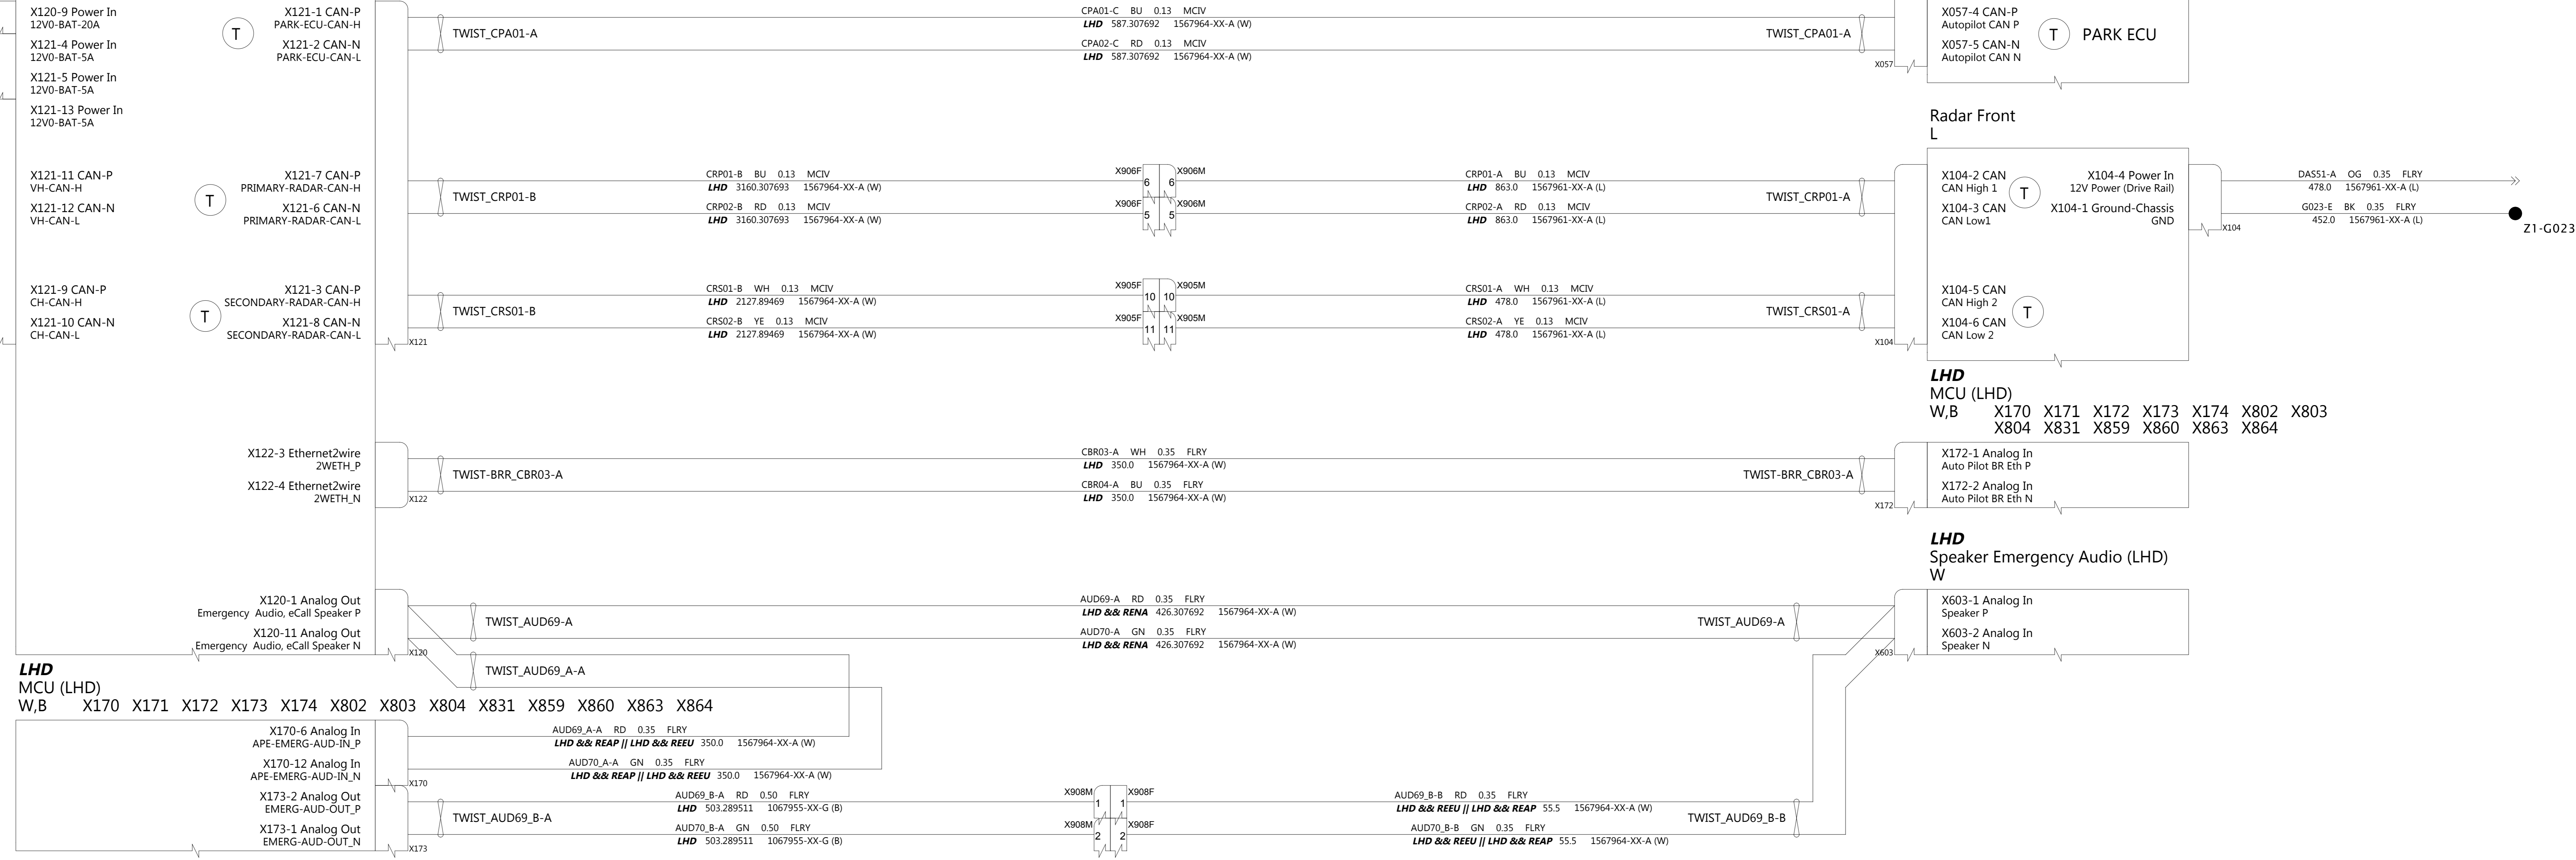 X120-9 Power In
12V0-BAT-20A
X121-4 Power In
12V0-BAT-5A
X121-5 Power In
12V0-BAT-5A
X121-13 Power In
12V0-BAT-5A
T
X121-1 CAN-P
PARK-ECU-CAN-H
X121-2 CAN-N
PARK-ECU-CAN-L
TWIST_CPA01-A
CPA01-C BU 0.13 MCIV
LHD 587.307692 1567964-XX-A (W)
CPA02-C RD 0.13 MCIV
LHD 587.307692 1567964-XX-A (W)
TWIST_CPA01-A
X057
X057-4 CAN-P
Autopilot CAN P
X057-5 CAN-N
Autopilot CAN N
T PARK ECU
Radar Front
L
X121-11 CAN-P
VH-CAN-H
X121-12 CAN-N
VH-CAN-L
T
X121-7 CAN-P
PRIMARY-RADAR-CAN-H
X121-6 CAN-N
PRIMARY-RADAR-CAN-L
TWIST_CRP01-B
CRP01-B BU 0.13 MCIV
LHD 3160.307693 1567964-XX-A (W)
CRP02-B RD 0.13 MCIV
LHD 3160.307693 1567964-XX-A (W)
X906F 6 6 X906M
X906F 5 5 X906M
CRP01-A BU 0.13 MCIV
LHD 863.0 1567961-XX-A (L)
CRP02-A RD 0.13 MCIV
LHD 863.0 1567961-XX-A (L)
TWIST_CRP01-A
X104-2 CAN
CAN High 1
X104-3 CAN
CAN Low1
T
X104-4 Power In
12V Power (Drive Rail)
X104-1 Ground-Chassis
GND
X104
DAS51-A OG 0.35 FLRY
478.0 1567961-XX-A (L)
G023-E BK 0.35 FLRY
452.0 1567961-XX-A (L)
Z1-G023
X121-9 CAN-P
CH-CAN-H
X121-10 CAN-N
CH-CAN-L
T
X121-3 CAN-P
SECONDARY-RADAR-CAN-H
X121-8 CAN-N
SECONDARY-RADAR-CAN-L
X121
TWIST_CRS01-B
CRS01-B WH 0.13 MCIV
LHD 2127.89469 1567964-XX-A (W)
CRS02-B YE 0.13 MCIV
LHD 2127.89469 1567964-XX-A (W)
X905F 10 10 X905M
X905F 11 11 X905M
CRS01-A WH 0.13 MCIV
LHD 478.0 1567961-XX-A (L)
CRS02-A YE 0.13 MCIV
LHD 478.0 1567961-XX-A (L)
TWIST_CRS01-A
X104
X104-5 CAN
CAN High 2
X104-6 CAN
CAN Low 2
T
LHD
MCU (LHD)
W,B X170 X171 X172 X173 X174 X802 X803
X804 X831 X859 X860 X863 X864
X122-3 Ethernet2wire
2WETH_P
X122-4 Ethernet2wire
2WETH_N
X122
TWIST-BRR_CBR03-A
CBR03-A WH 0.35 FLRY
LHD 350.0 1567964-XX-A (W)
CBR04-A BU 0.35 FLRY
LHD 350.0 1567964-XX-A (W)
TWIST-BRR_CBR03-A
X172
X172-1 Analog In
Auto Pilot BR Eth P
X172-2 Analog In
Auto Pilot BR Eth N
LHD
Speaker Emergency Audio (LHD)
W
X120-1 Analog Out
Emergency Audio, eCall Speaker P
X120-11 Analog Out
Emergency Audio, eCall Speaker N
X120
TWIST_AUD69-A
AUD69-A RD 0.35 FLRY
LHD && RENA 426.307692 1567964-XX-A (W)
AUD70-A GN 0.35 FLRY
LHD && RENA 426.307692 1567964-XX-A (W)
TWIST_AUD69-A
X603
X603-1 Analog In
Speaker P
X603-2 Analog In
Speaker N
TWIST_AUD69_A-A
LHD
MCU (LHD)
W,B X170 X171 X172 X173 X174 X802 X803 X804 X831 X859 X860 X863 X864
X170-6 Analog In
APE-EMERG-AUD-IN_P
X170-12 Analog In
APE-EMERG-AUD-IN_N
X170
AUD69_A-A RD 0.35 FLRY
LHD && REAP || LHD && REEU 350.0 1567964-XX-A (W)
AUD70_A-A GN 0.35 FLRY
LHD && REAP || LHD && REEU 350.0 1567964-XX-A (W)
X173-2 Analog Out
EMERG-AUD-OUT_P
X173-1 Analog Out
EMERG-AUD-OUT_N
X173
TWIST_AUD69_B-A
AUD69_B-A RD 0.50 FLRY
LHD 503.289511 1067955-XX-G (B)
AUD70_B-A GN 0.50 FLRY
LHD 503.289511 1067955-XX-G (B)
X908M 1 1 X908F
X908M 2 2 X908F
AUD69_B-B RD 0.35 FLRY
LHD && REEU || LHD && REAP 55.5 1567964-XX-A (W)
AUD70_B-B GN 0.35 FLRY
LHD && REEU || LHD && REAP 55.5 1567964-XX-A (W)
TWIST_AUD69_B-B